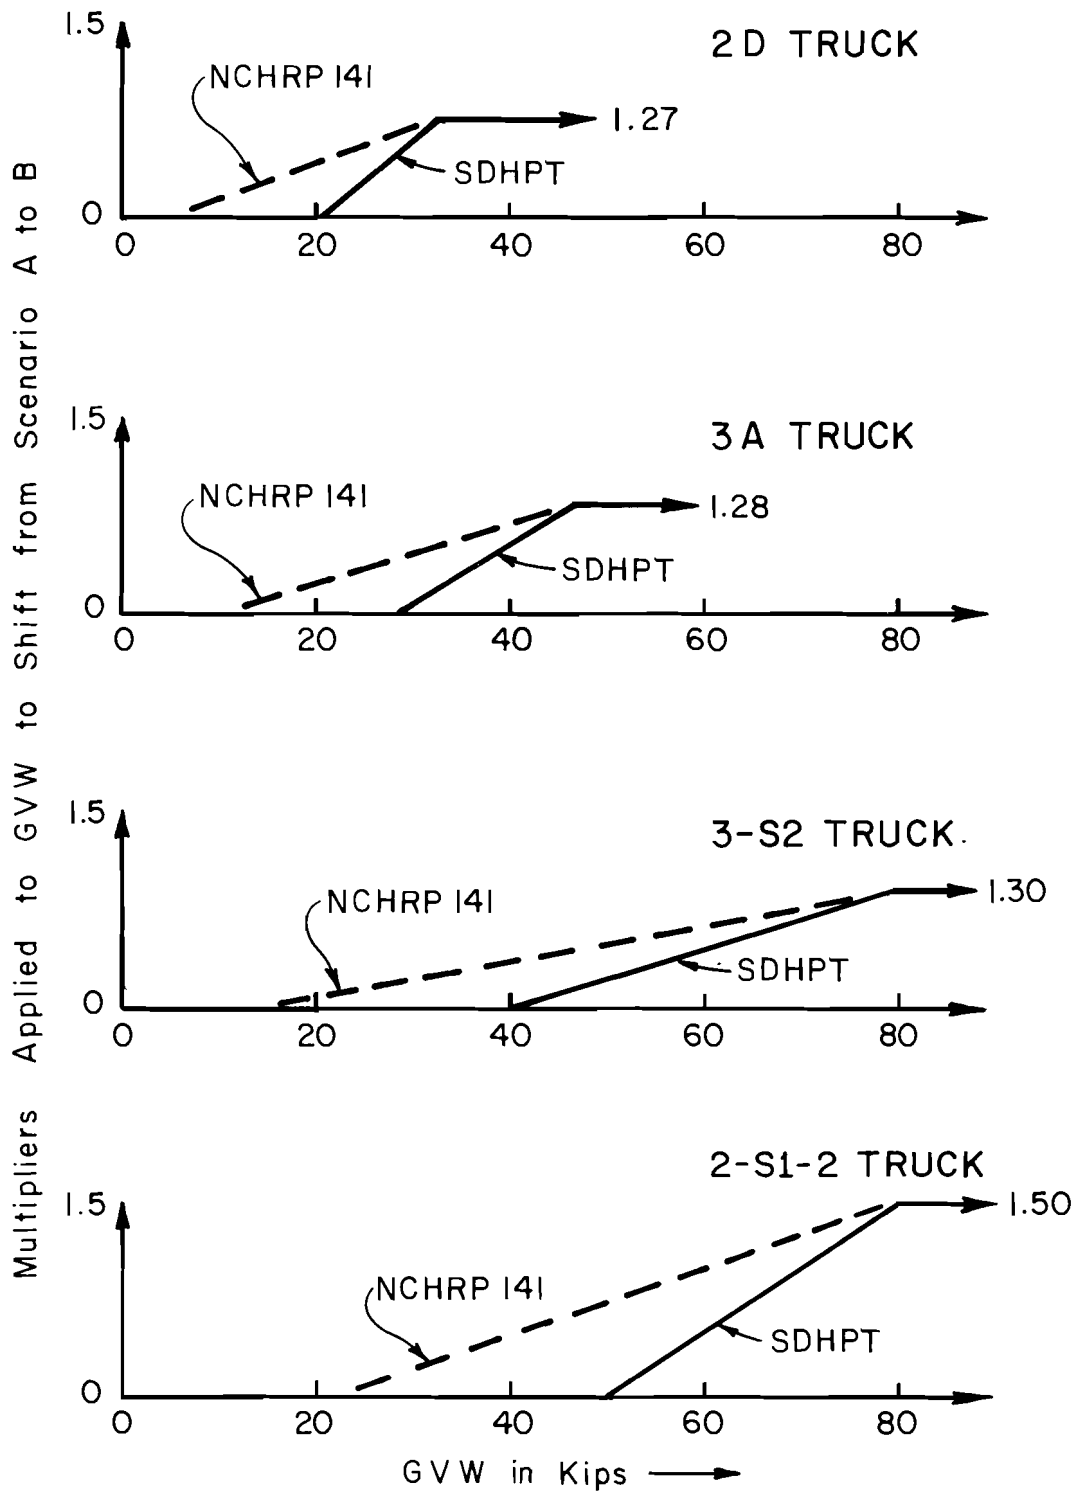 Multipliers Applied to GVW to Shift from Scenario A to B
1.5
2D TRUCK
NCHRP 141
1.27
SDHPT
0
0 20 40 60 80
1.5
3A TRUCK
NCHRP 141
1.28
SDHPT
0
0 20 40 60 80
1.5
3-S2 TRUCK.
NCHRP 141
1.30
SDHPT
0
0 20 40 60 80
2-S1-2 TRUCK
1.5
1.50
NCHRP 141
SDHPT
0
0 20 40 60 80
GVW in Kips